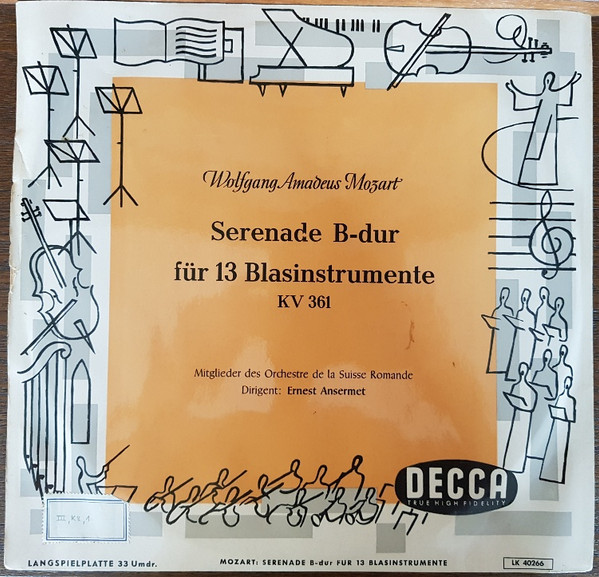 Wolfgang Amadeus Mozart
Serenade B-dur
für 13 Blasinstrumente
KV 361
Mitglieder des Orchestre de la Suisse Romande
Dirigent: Ernest Ansermet
DECCA
TRUE HIGH FIDELITY
LANGSPIELPLATTE 33 Umdr.
MOZART: SERENADE B-dur FÜR 13 BLASINSTRUMENTE
LK 40266